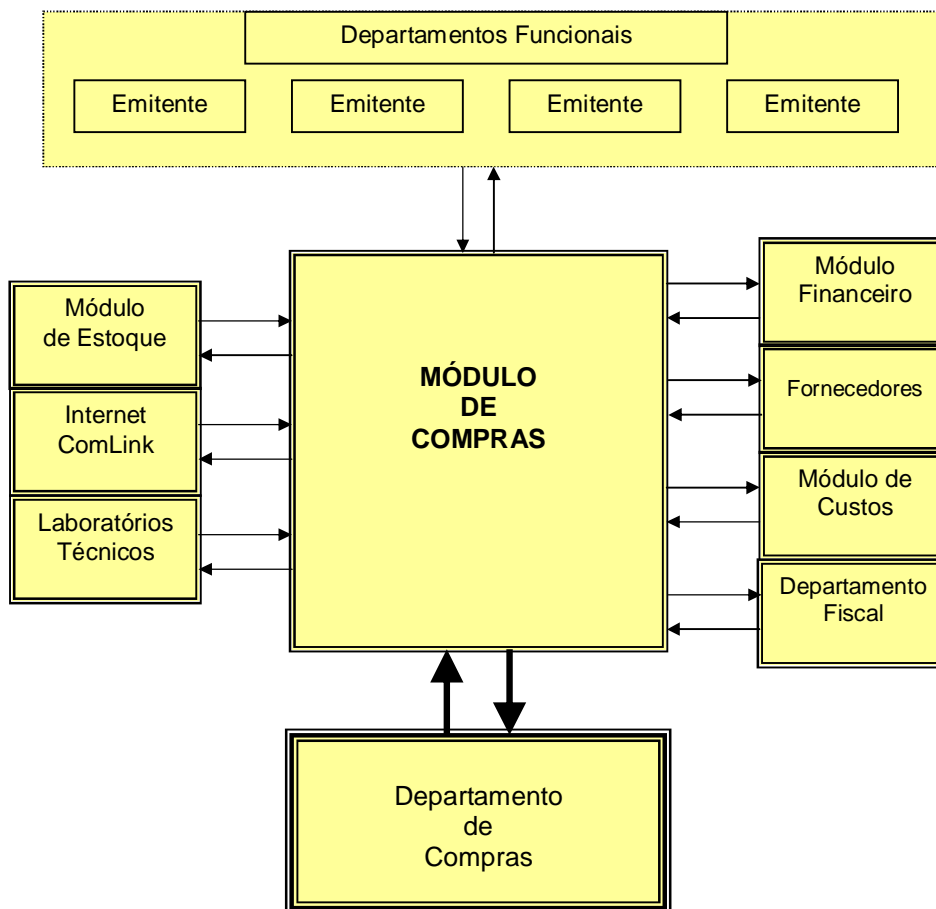 Departamentos Funcionais
Emitente
Emitente
Emitente
Emitente
Módulo
de Estoque
Internet
ComLink
Laboratórios
Técnicos
MÓDULO
DE
COMPRAS
Módulo
Financeiro
Fornecedores
Módulo de
Custos
Departamento
Fiscal
Departamento
de
Compras